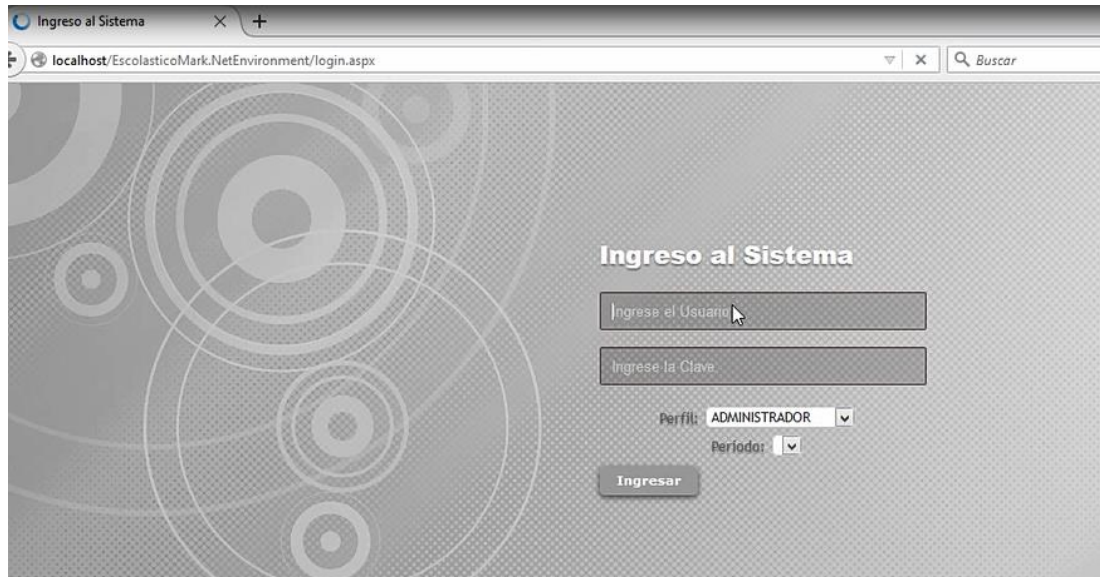 Ingreso al Sistema
localhost/EscolasticoMark.NetEnvironment/login.aspx
Buscar
Ingreso al Sistema
Ingrese el Usuario
Ingrese la Clave
Perfil: ADMINISTRADOR
Periodo:
Ingresar